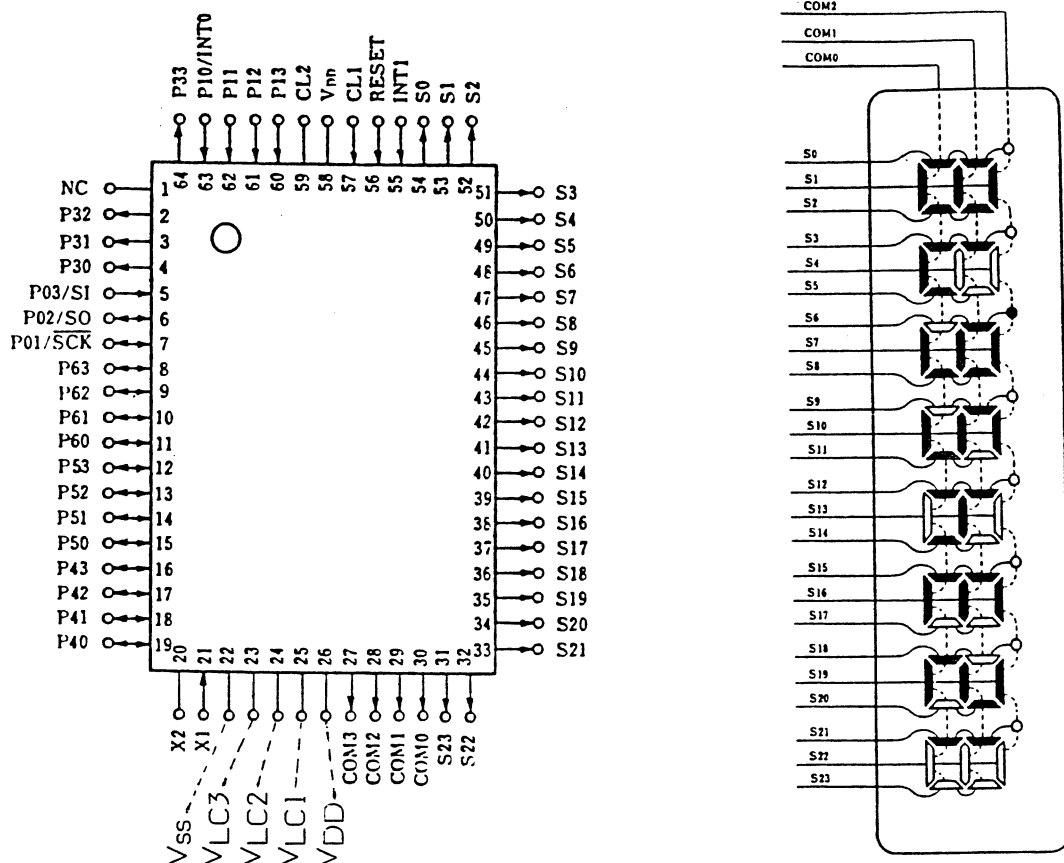 P33
P10/INT0
P11
P12
P13
CL2
VDD
CL1
RESET
INT1
S0
S1
S2
64
63
62
61
60
59
58
57
56
55
54
53
52
NC 1
P32 2
P31 3
P30 4
P03/SI 5
P02/SO 6
P01/SCK 7
P63 8
P62 9
P61 10
P60 11
P53 12
P52 13
P51 14
P50 15
P43 16
P42 17
P41 18
P40 19
51 S3
50 S4
49 S5
48 S6
47 S7
46 S8
45 S9
44 S10
43 S11
42 S12
41 S13
40 S14
39 S15
38 S16
37 S17
36 S18
35 S19
34 S20
33 S21
20
21
22
23
24
25
26
27
28
29
30
31
32
X2
X1
VSS
VLC3
VLC2
VLC1
VDD
COM3
COM2
COM1
COM0
S23
S22
COM2
COM1
COM0
S0
S1
S2
S3
S4
S5
S6
S7
S8
S9
S10
S11
S12
S13
S14
S15
S16
S17
S18
S19
S20
S21
S22
S23